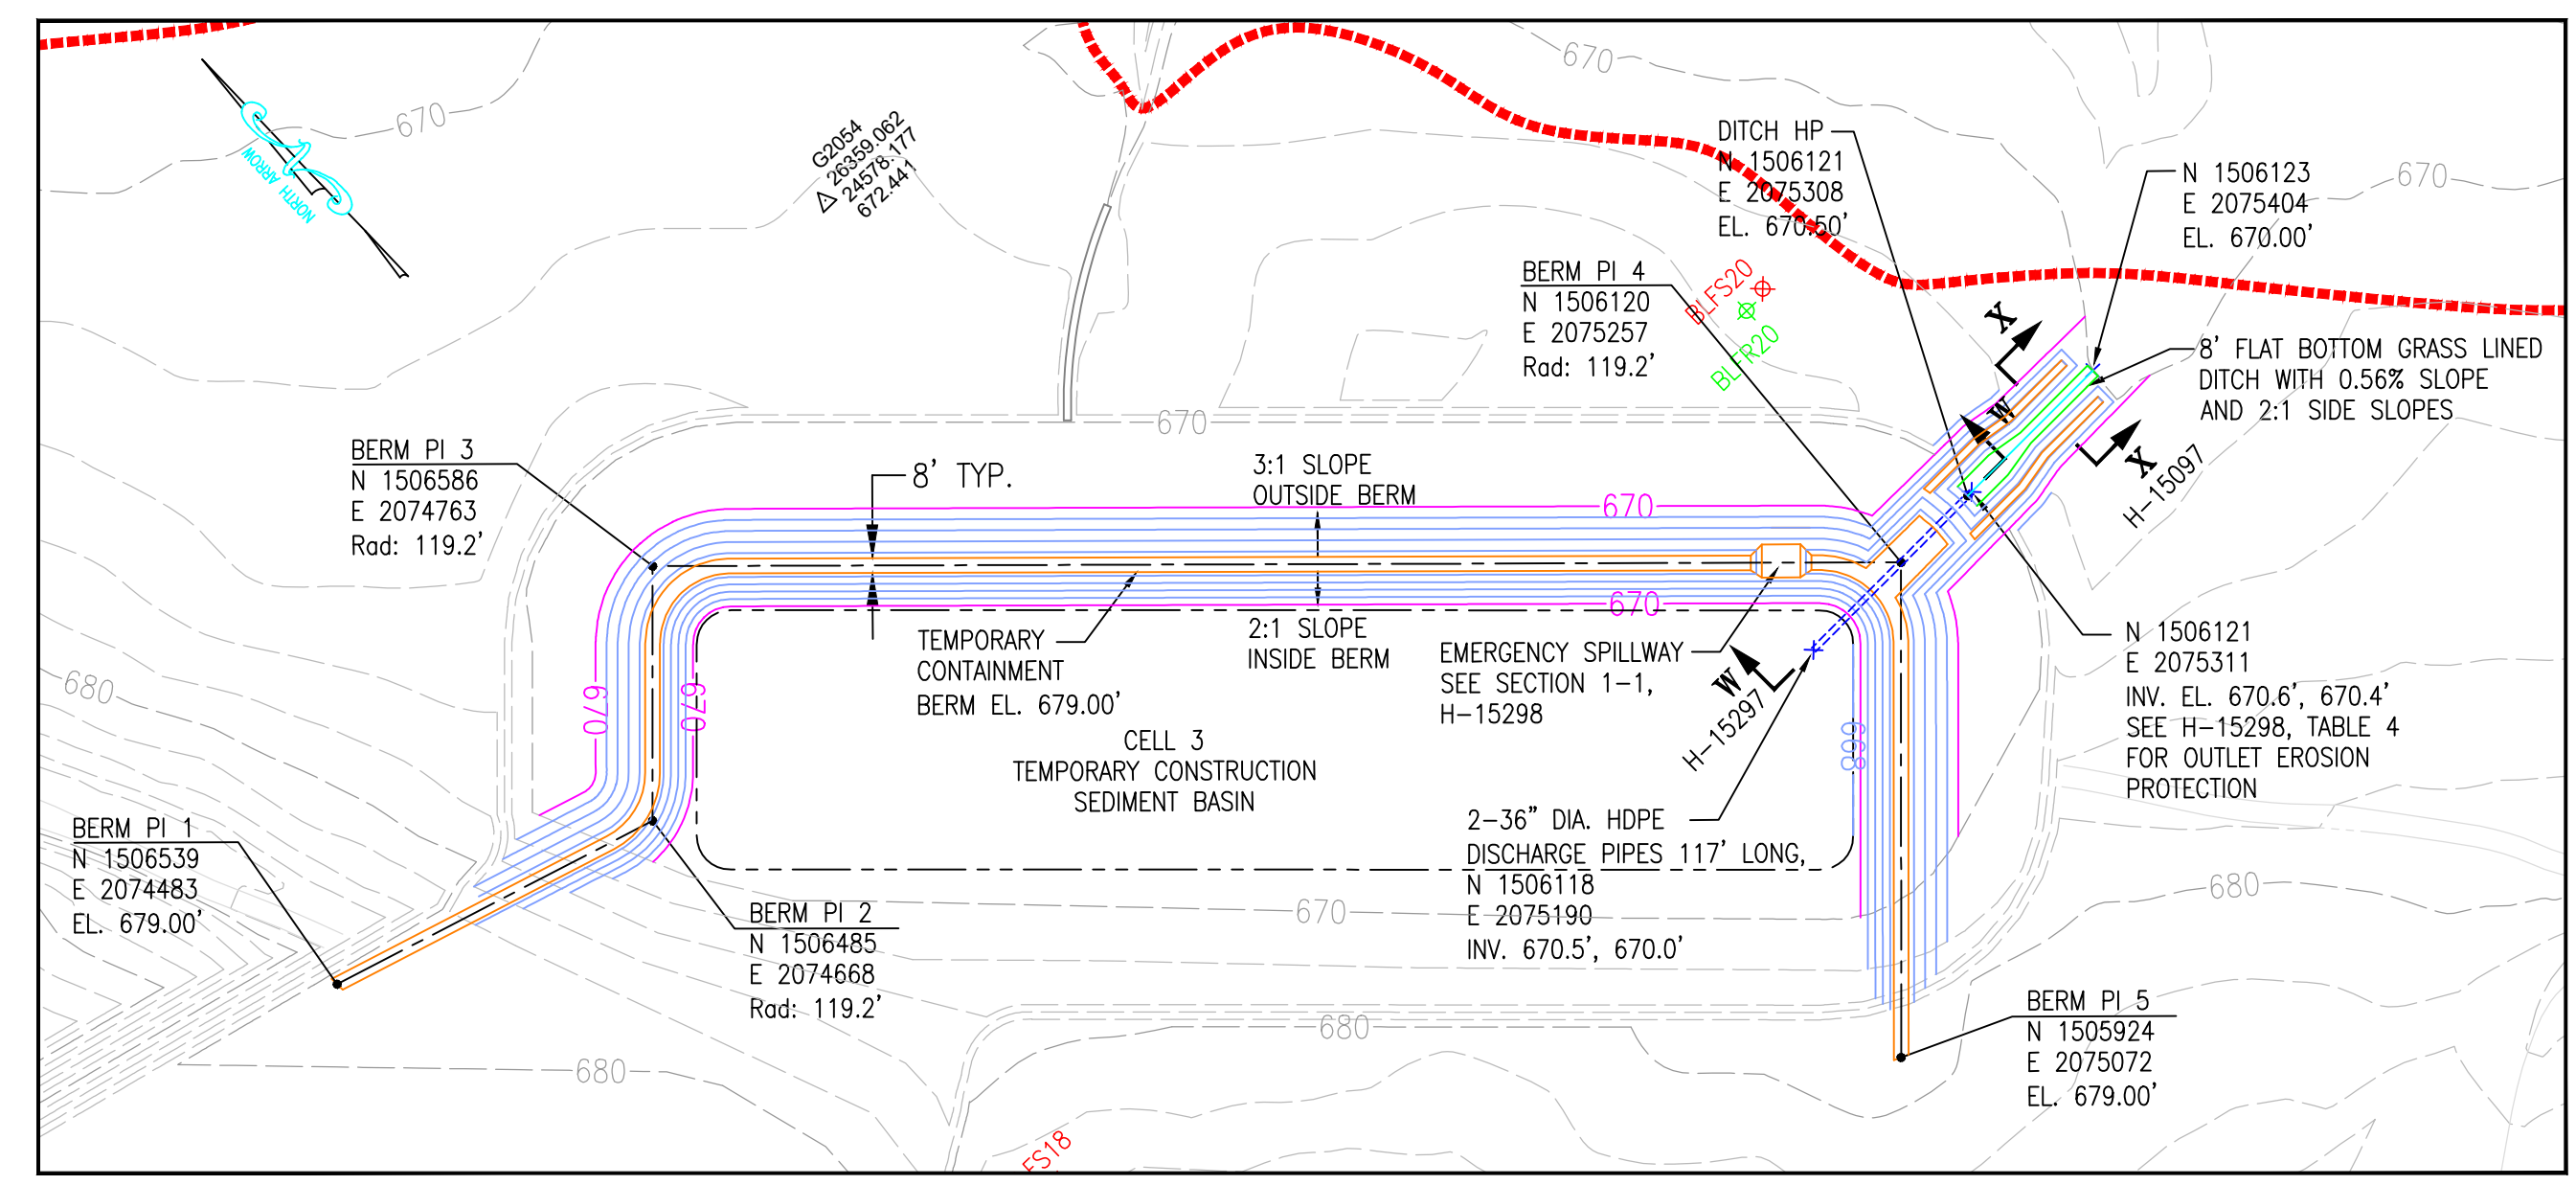 670
NORTH ARROW
670
G2054
26359.062
24578.177
672.441
670
DITCH HP
N 1506121
E 2075308
EL. 670.50'
N 1506123
E 2075404
EL. 670.00'
670
BERM PI 4
N 1506120
E 2075257
Rad: 119.2'
BLFS20
BLFR20
X
8' FLAT BOTTOM GRASS LINED
DITCH WITH 0.56% SLOPE
AND 2:1 SIDE SLOPES
W
X
H-15097
670
BERM PI 3
N 1506586
E 2074763
Rad: 119.2'
8' TYP.
3:1 SLOPE
OUTSIDE BERM
670
670
TEMPORARY
CONTAINMENT
BERM EL. 679.00'
2:1 SLOPE
INSIDE BERM
EMERGENCY SPILLWAY
SEE SECTION 1-1,
H-15298
W
H-15297
N 1506121
E 2075311
INV. EL. 670.6', 670.4'
SEE H-15298, TABLE 4
FOR OUTLET EROSION
PROTECTION
680
670
670
668
CELL 3
TEMPORARY CONSTRUCTION
SEDIMENT BASIN
BERM PI 1
N 1506539
E 2074483
EL. 679.00'
2-36" DIA. HDPE
DISCHARGE PIPES 117' LONG,
N 1506118
E 2075190
INV. 670.5', 670.0'
BERM PI 2
N 1506485
E 2074668
Rad: 119.2'
670
680
680
680
BERM PI 5
N 1505924
E 2075072
EL. 679.00'
FS18